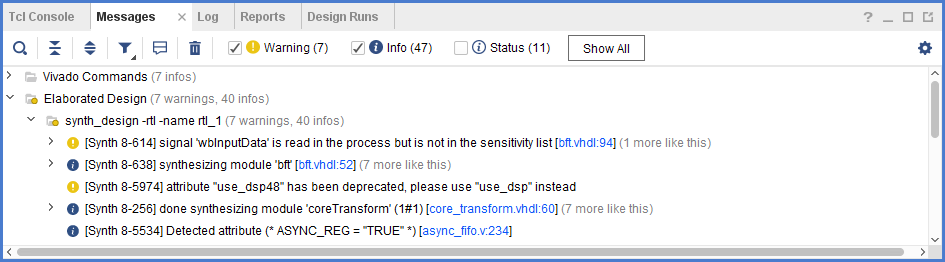 Tcl Console Messages Log Reports Design Runs
Warning (7) Info (47) Status (11) Show All
Vivado Commands (7 infos)
Elaborated Design (7 warnings, 40 infos)
synth_design -rtl -name rtl_1 (7 warnings, 40 infos)
[Synth 8-614] signal 'wbInputData' is read in the process but is not in the sensitivity list [bft.vhdl:94] (1 more like this)
[Synth 8-638] synthesizing module 'bft' [bft.vhdl:52] (7 more like this)
[Synth 8-5974] attribute "use_dsp48" has been deprecated, please use "use_dsp" instead
[Synth 8-256] done synthesizing module 'coreTransform' (1#1) [core_transform.vhdl:60] (7 more like this)
[Synth 8-5534] Detected attribute (* ASYNC_REG = "TRUE" *) [async_fifo.v:234]